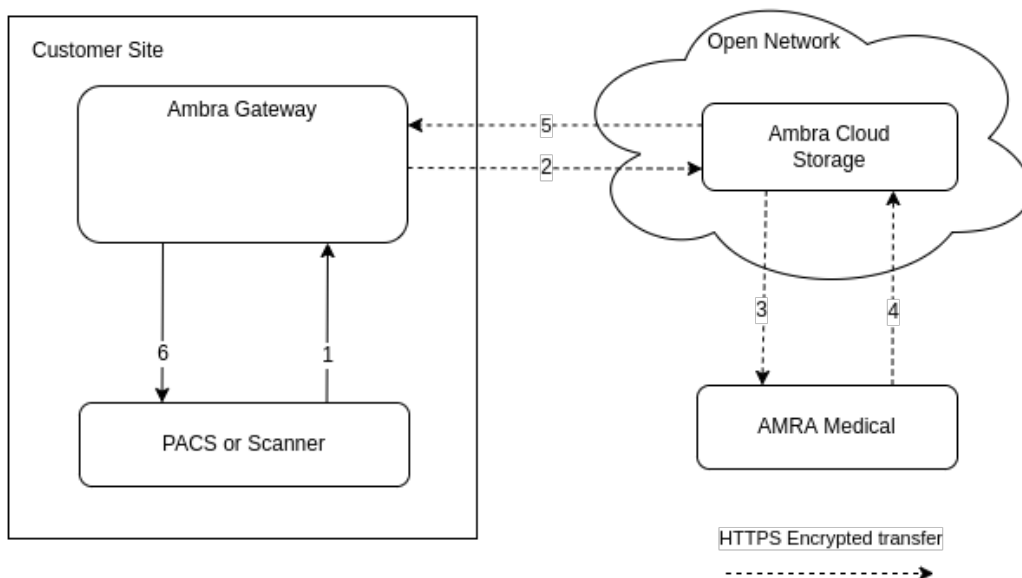 Customer Site
Open Network
Ambra Gateway
Ambra Cloud
Storage
5
2
3
4
6
1
PACS or Scanner
AMRA Medical
HTTPS Encrypted transfer